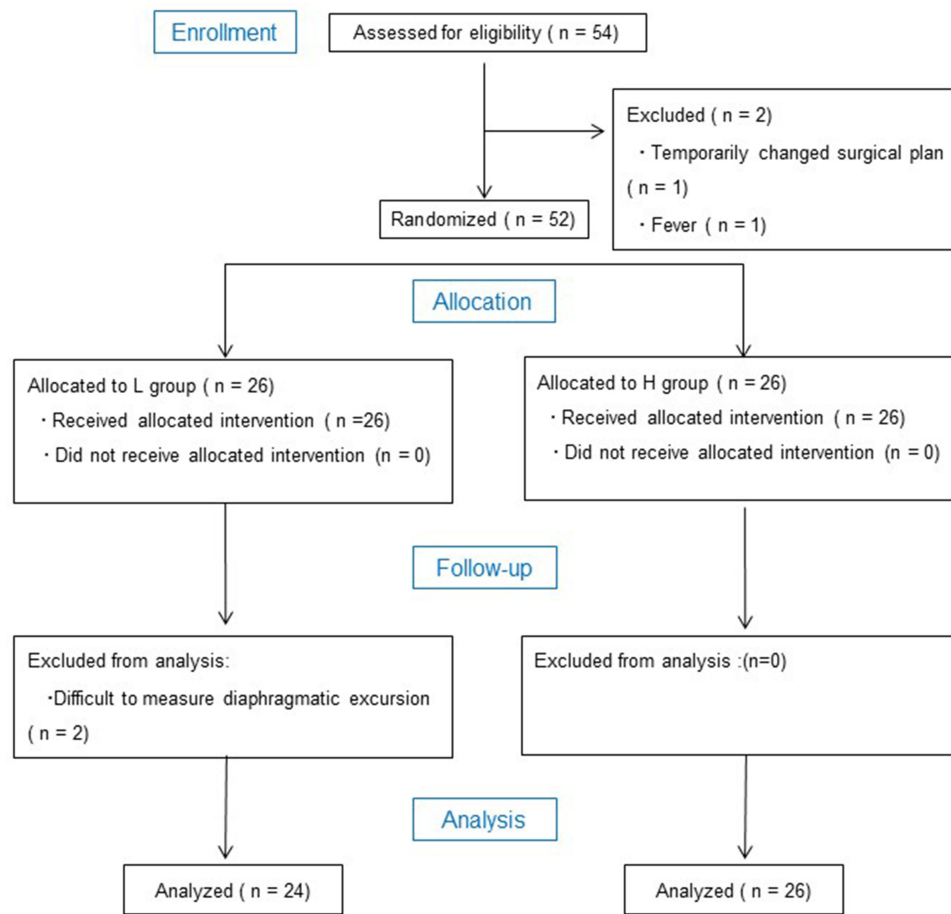 Enrollment
Assessed for eligibility ( n = 54)
Excluded ( n = 2)
・Temporarily changed surgical plan
( n = 1)
・Fever ( n = 1)
Randomized ( n = 52)
Allocation
Allocated to L group ( n = 26)
・Received allocated intervention ( n =26)
・Did not receive allocated intervention (n = 0)
Allocated to H group ( n = 26)
・Received allocated intervention ( n = 26)
・Did not receive allocated intervention (n = 0)
Follow-up
Excluded from analysis:
・Difficult to measure diaphragmatic excursion
( n = 2)
Excluded from analysis :(n=0)
Analysis
Analyzed ( n = 24)
Analyzed ( n = 26)